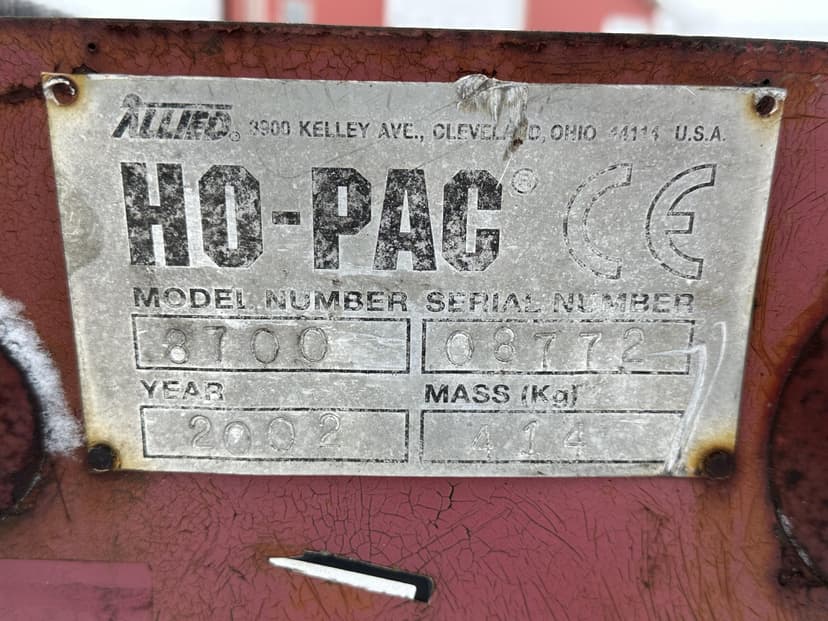 ALLIED® 3900 KELLEY AVE., CLEVELAND, OHIO 44114 U.S.A.
HO-PAC® CE
MODEL NUMBER SERIAL NUMBER
8700 08772
YEAR MASS (Kg)
2002 414